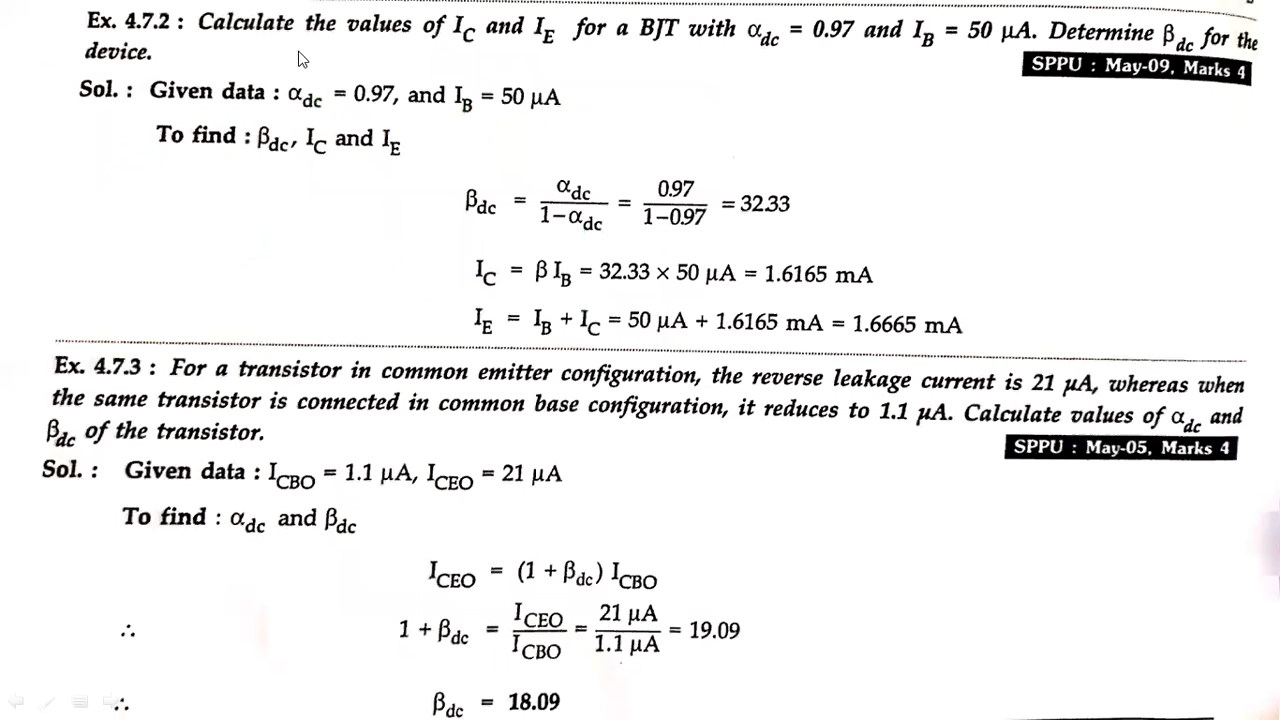 Ex. 4.7.2 : Calculate the values of I_C and I_E for a BJT with α_dc = 0.97 and I_B = 50 μA. Determine β_dc for the
device.
SPPU : May-09, Marks 4
Sol. : Given data : α_dc = 0.97, and I_B = 50 μA
To find : β_dc, I_C and I_E
β_dc = α_dc / (1−α_dc) = 0.97 / (1−0.97) = 32.33
I_C = β I_B = 32.33 × 50 μA = 1.6165 mA
I_E = I_B + I_C = 50 μA + 1.6165 mA = 1.6665 mA
Ex. 4.7.3 : For a transistor in common emitter configuration, the reverse leakage current is 21 μA, whereas when
the same transistor is connected in common base configuration, it reduces to 1.1 μA. Calculate values of α_dc and
β_dc of the transistor.
SPPU : May-05, Marks 4
Sol. : Given data : I_CBO = 1.1 μA, I_CEO = 21 μA
To find : α_dc and β_dc
I_CEO = (1 + β_dc) I_CBO
∴ 1 + β_dc = I_CEO / I_CBO = 21 μA / 1.1 μA = 19.09
∴ β_dc = 18.09